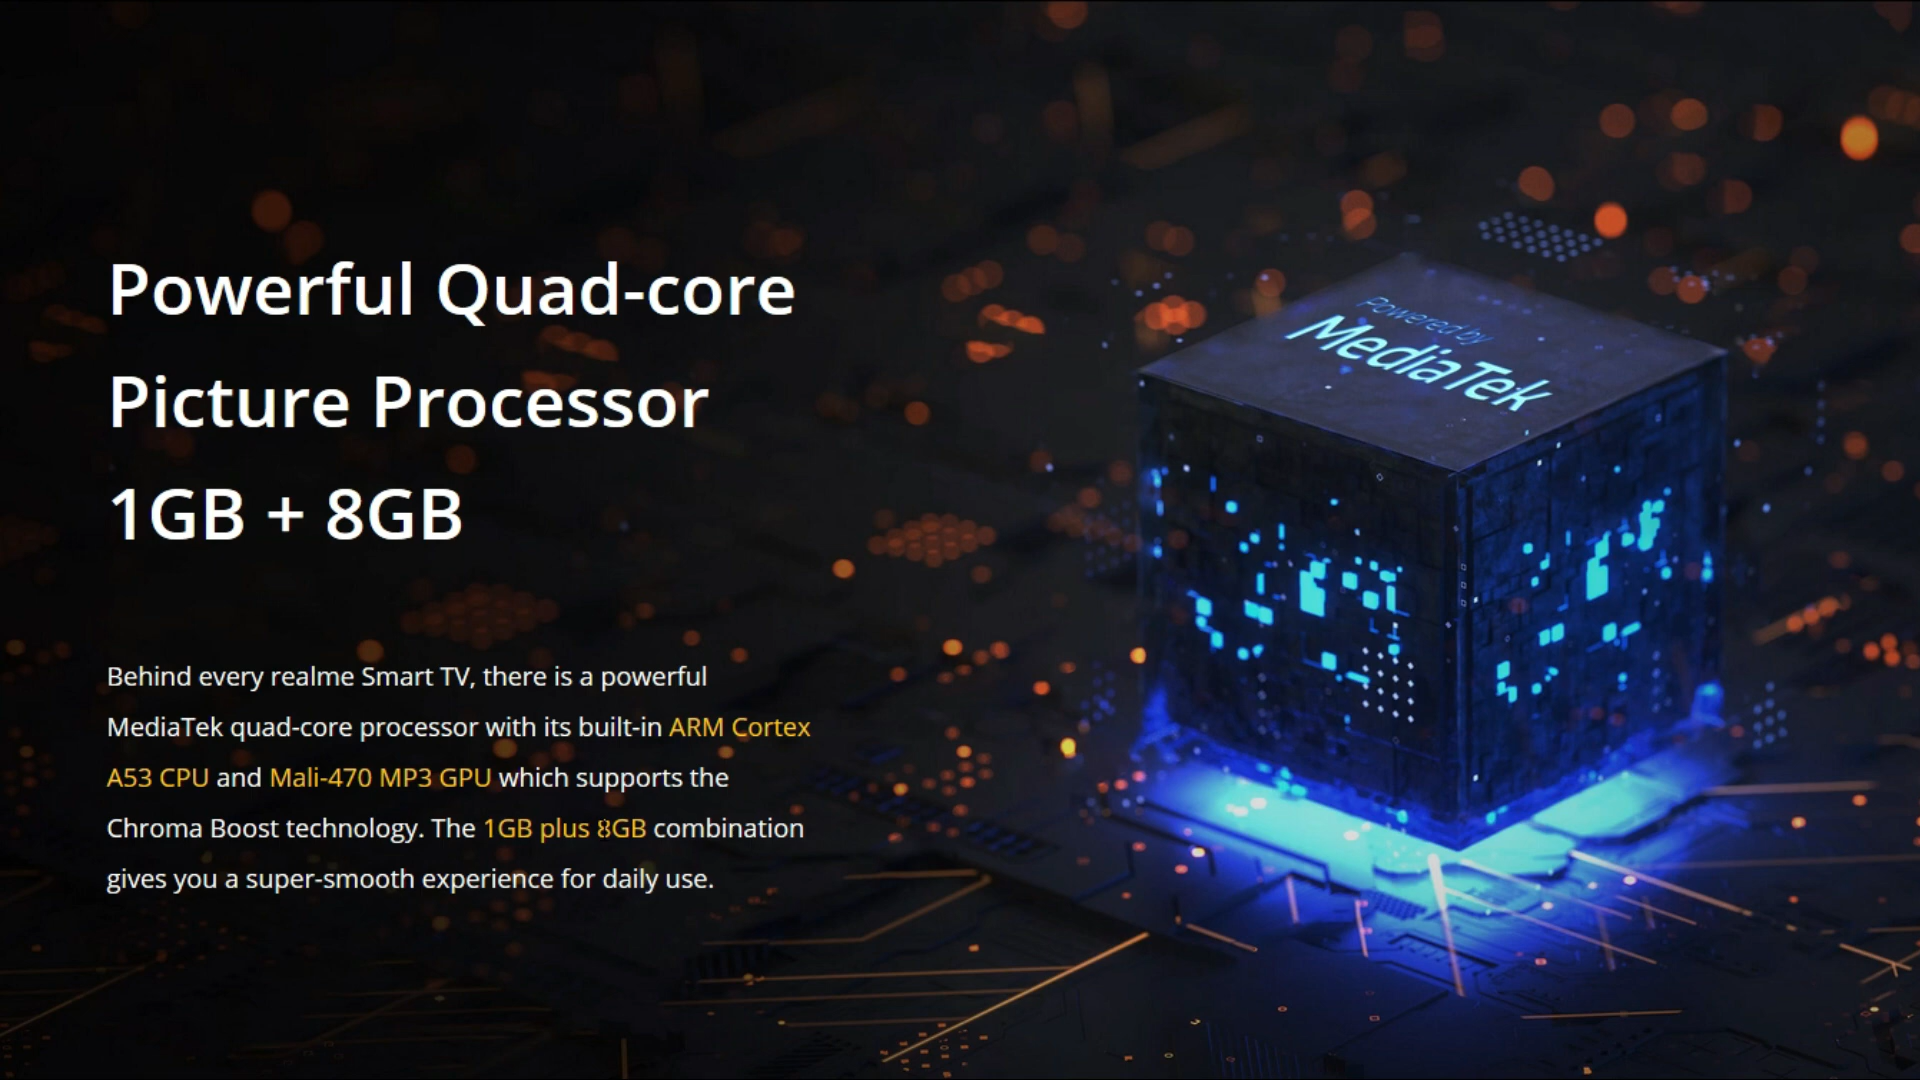 Powerful Quad-core
Picture Processor
1GB + 8GB
Behind every realme Smart TV, there is a powerful
MediaTek quad-core processor with its built-in ARM Cortex
A53 CPU and Mali-470 MP3 GPU which supports the
Chroma Boost technology. The 1GB plus 8GB combination
gives you a super-smooth experience for daily use.
Powered by
MediaTek